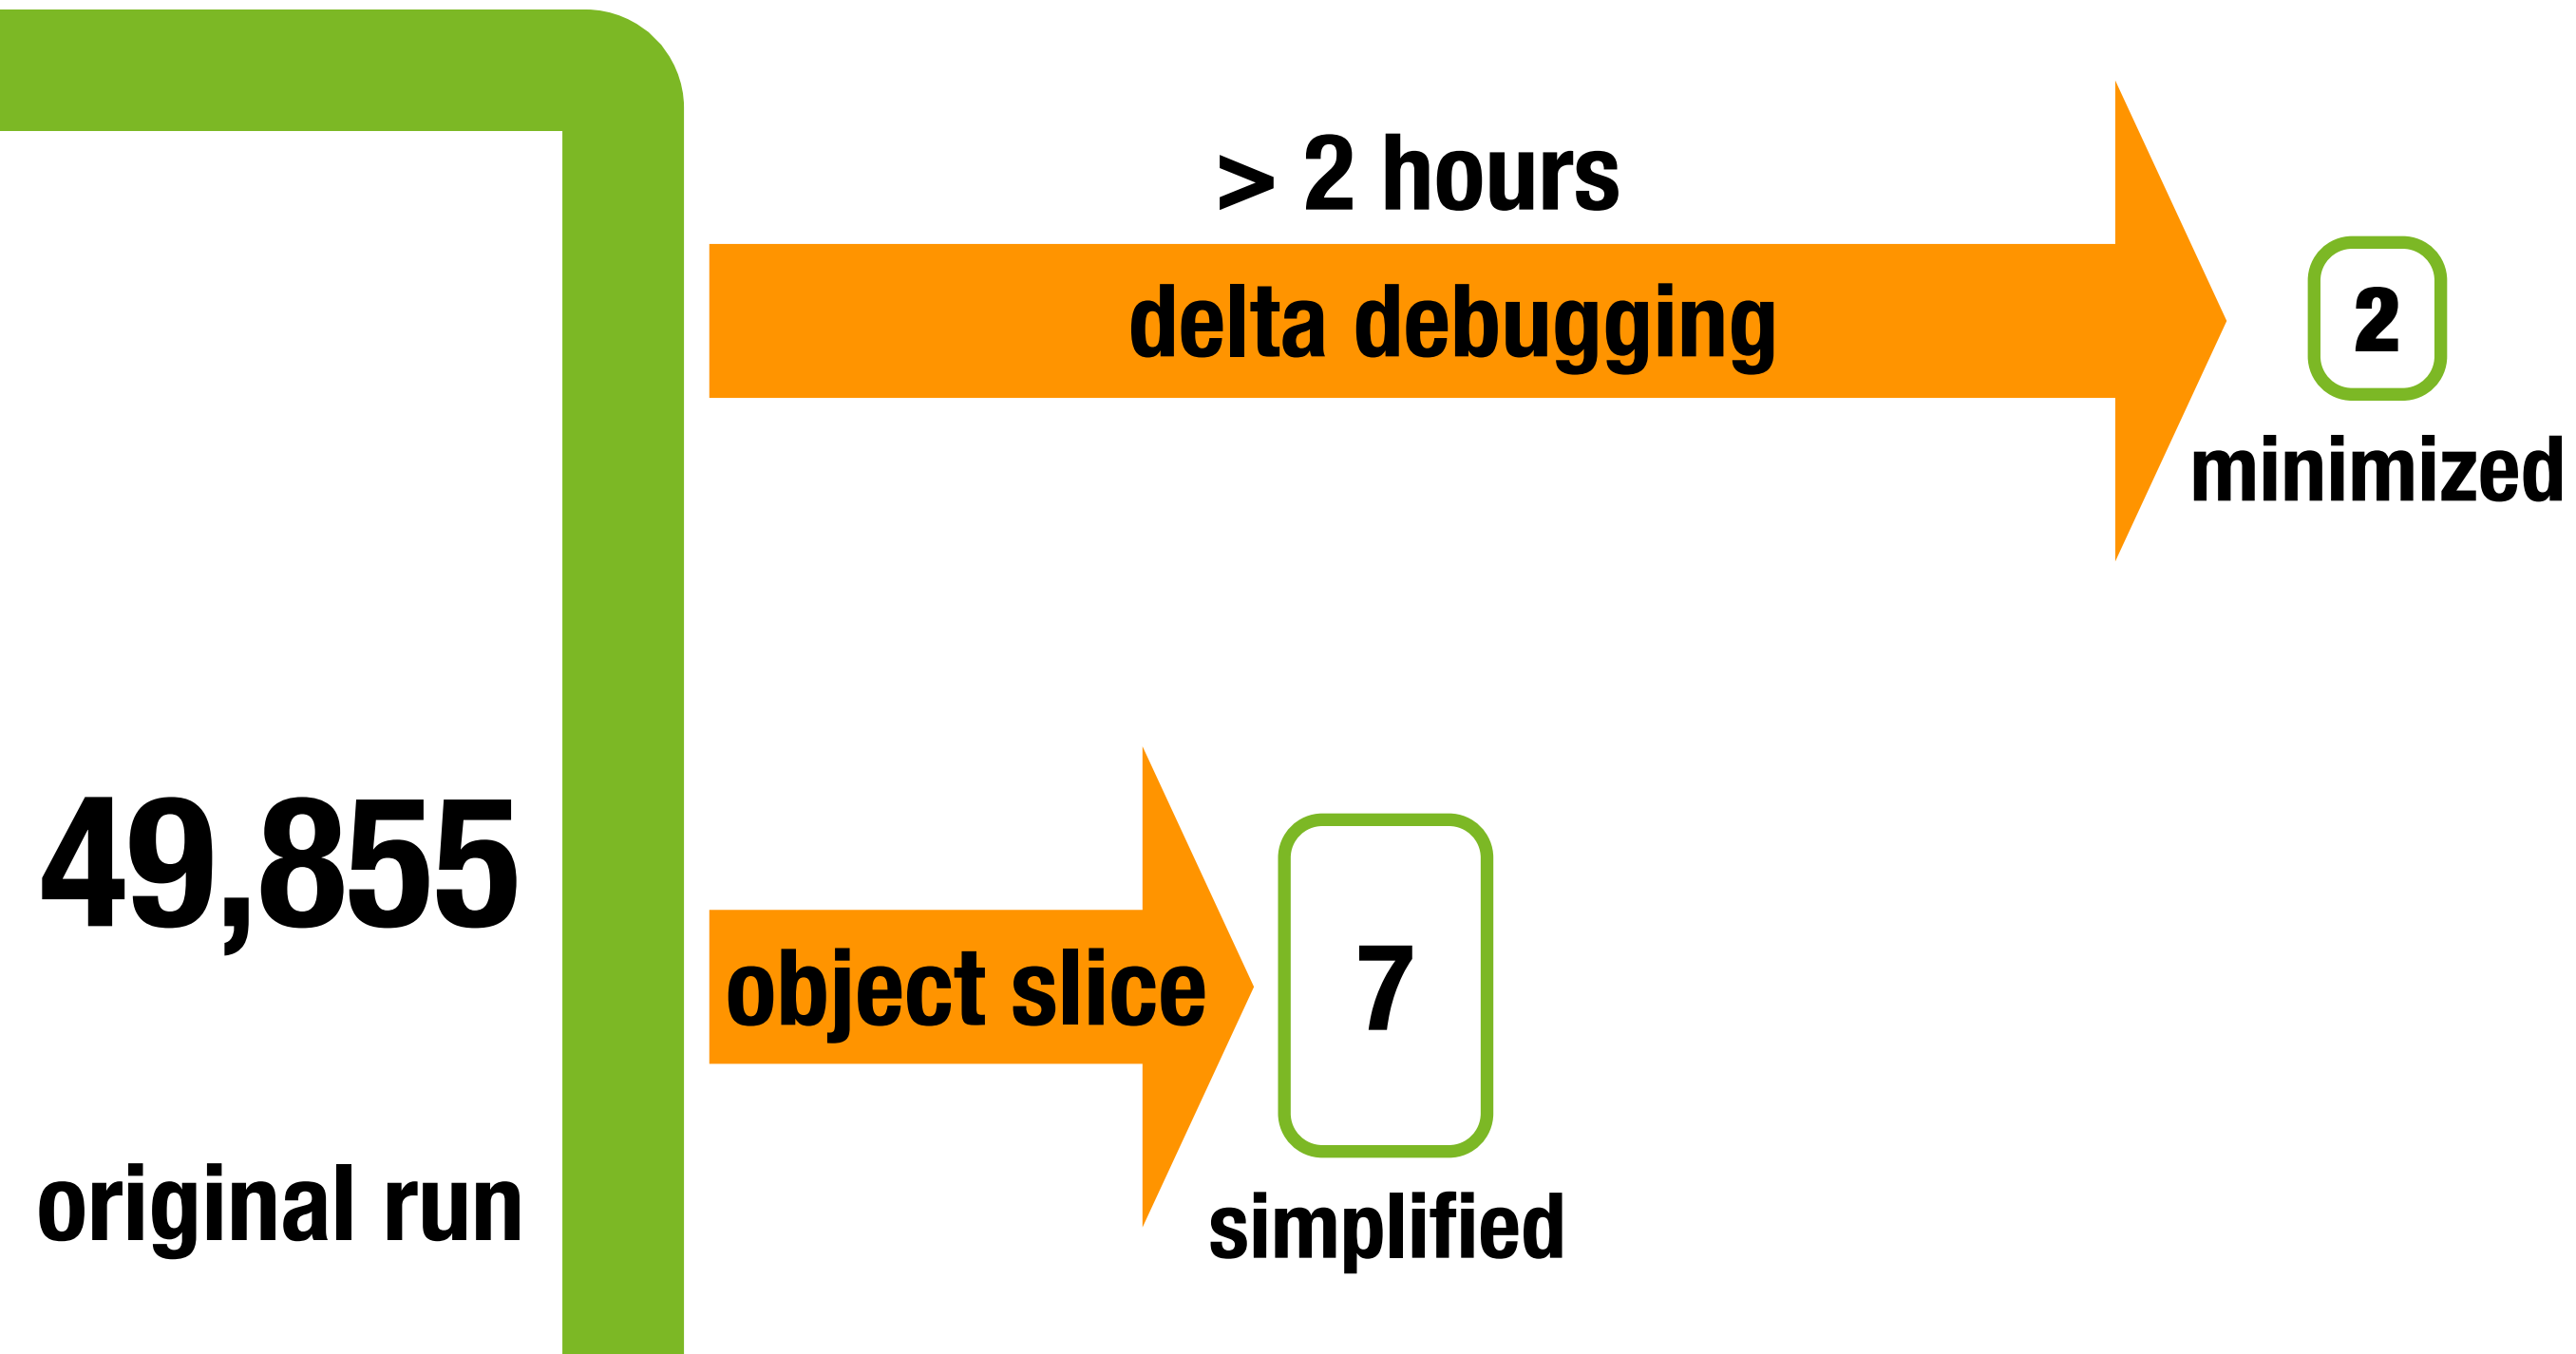 > 2 hours
delta debugging
2
minimized
49,855
object slice
7
original run
simplified